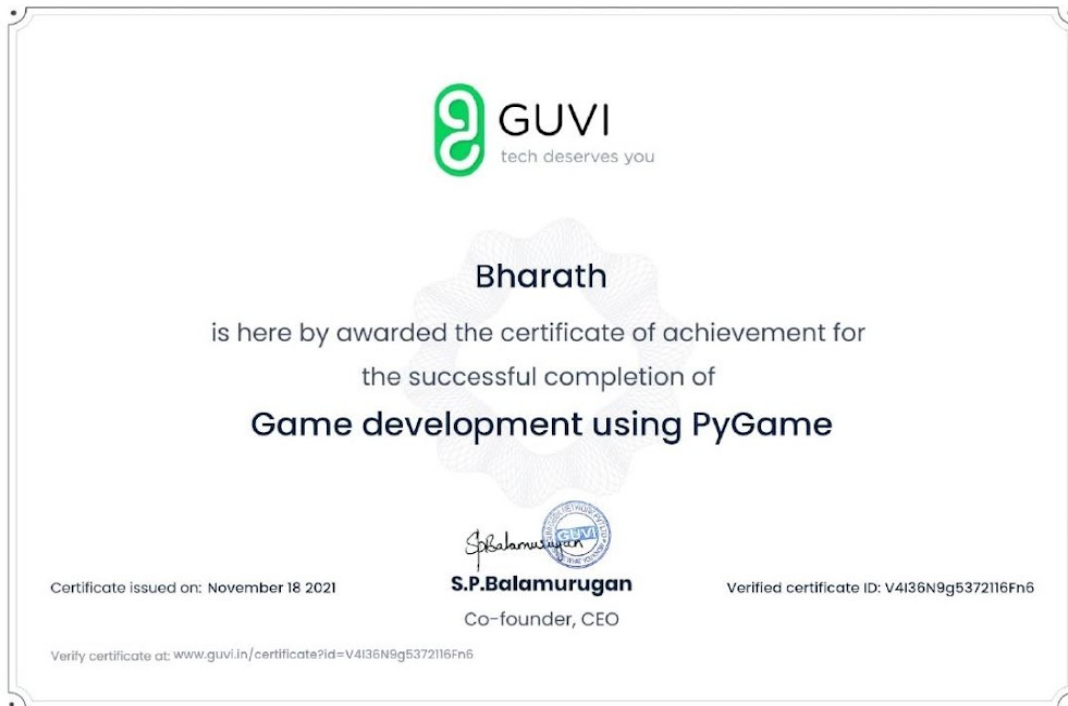 GUVI
tech deserves you
Bharath
is here by awarded the certificate of achievement for
the successful completion of
Game development using PyGame
SpBalamurugan
GUVI
S.P.Balamurugan
Co-founder, CEO
Certificate issued on: November 18 2021
Verified certificate ID: V4I36N9g5372116Fn6
Verify certificate at: www.guvi.in/certificate?id=V4I36N9g5372116Fn6